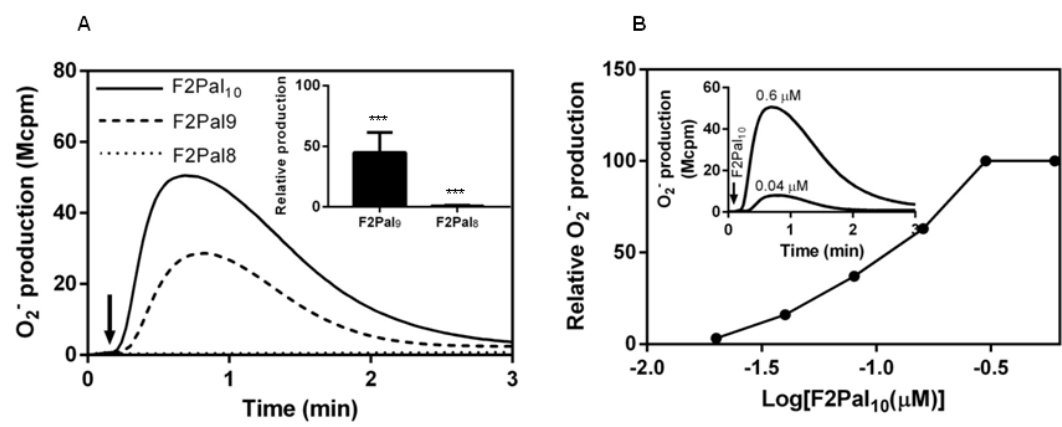 A
B
80
60
40
20
0
O₂⁻ production (Mcpm)
F2Pal₁₀
F2Pal9
F2Pal8
0
1
2
3
Time (min)
100
50
0
Relative production
***
***
F2Pal₉
F2Pal₈
150
100
50
0
Relative O₂⁻ production
-2.0
-1.5
-1.0
-0.5
Log[F2Pal₁₀(μM)]
60
40
20
0
O₂⁻ production
(Mcpm)
F2Pal₁₀
0.6 μM
0.04 μM
0
1
2
3
Time (min)